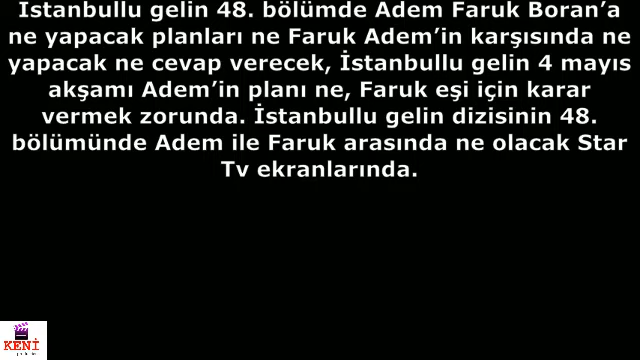 İstanbullu gelin 48. bölümde Adem Faruk Boran’a
ne yapacak planları ne Faruk Adem’in karşısında ne
yapacak ne cevap verecek, İstanbullu gelin 4 mayıs
akşamı Adem’in planı ne, Faruk eşi için karar
vermek zorunda. İstanbullu gelin dizisinin 48.
bölümünde Adem ile Faruk arasında ne olacak Star
Tv ekranlarında.
KENİ